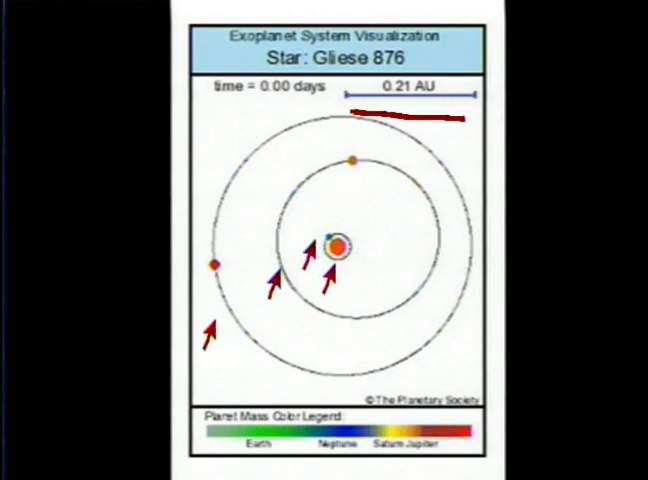 Exoplanet System Visualization
Star: Gliese 876
time = 0.00 days 0.21 AU
© The Planetary Society
Planet Mass Color Legend:
Earth Neptune Saturn Jupiter